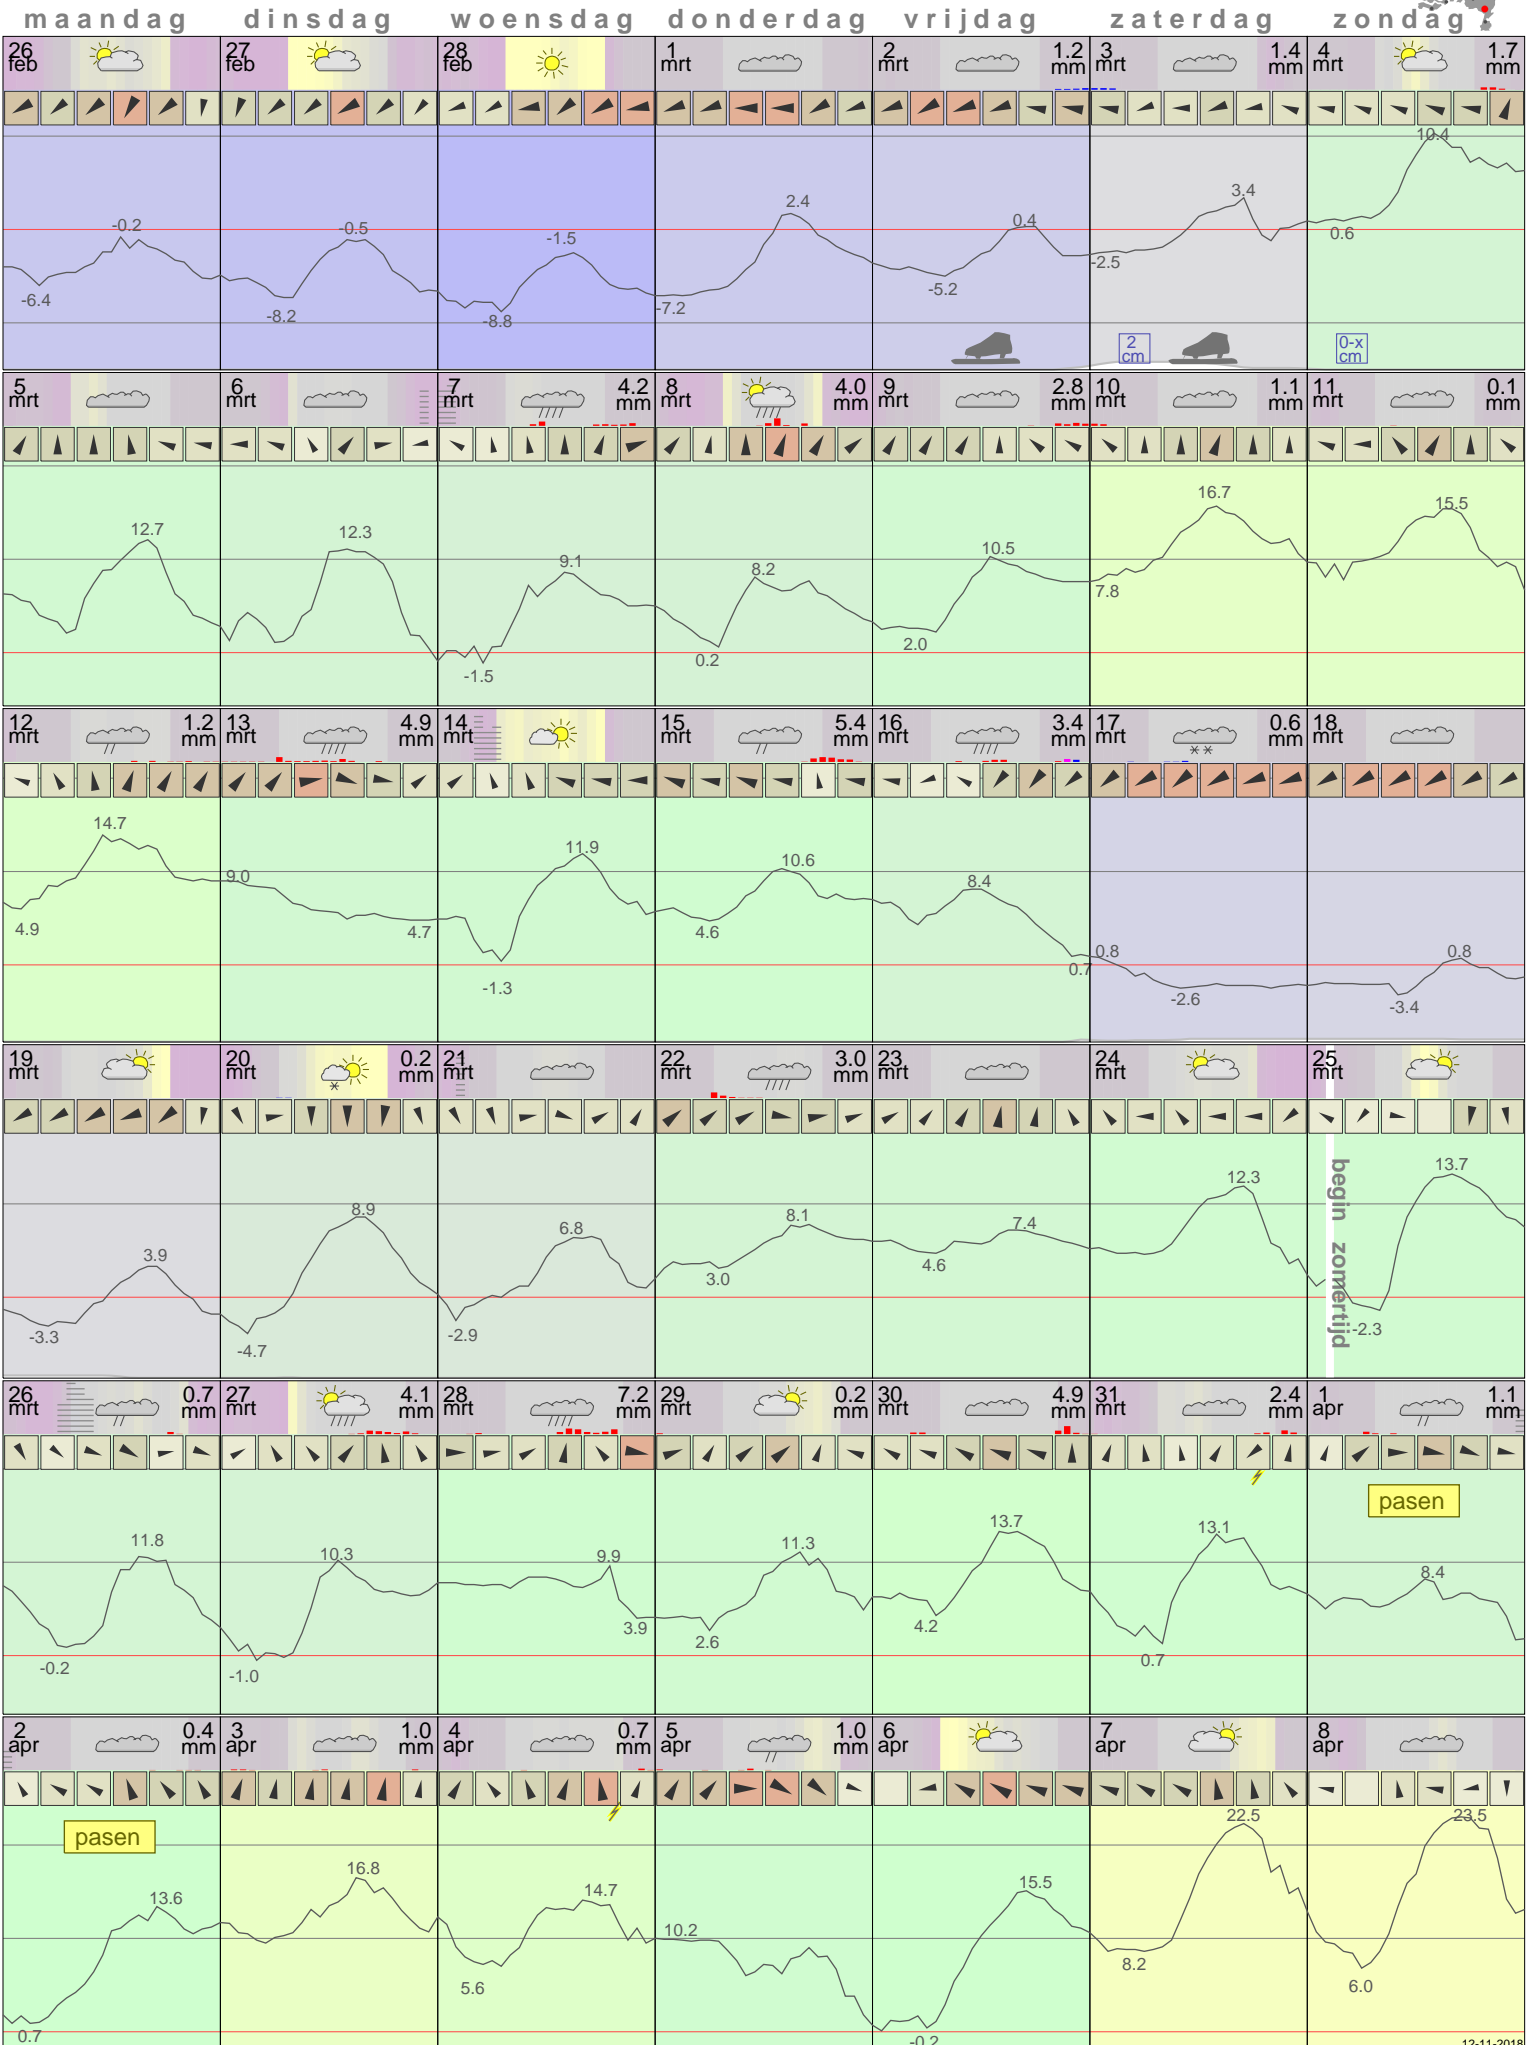 maandag dinsdag woensdag donderdag vrijdag zaterdag zondag
26 feb 27 feb 28 feb 1 mrt 2 mrt 1.2 mm 3 mrt 1.4 mm 4 mrt 1.7 mm
-0.2 -6.4 -0.5 -8.2 -1.5 -8.8 2.4 -7.2 0.4 -5.2 3.4 -2.5 10.4 0.6
2 cm 0-x cm
5 mrt 6 mrt 7 mrt 4.2 mm 8 mrt 4.0 mm 9 mrt 2.8 mm 10 mrt 1.1 mm 11 mrt 0.1 mm
12.7 12.3 9.1 -1.5 8.2 0.2 10.5 2.0 16.7 7.8 15.5
12 mrt 1.2 mm 13 mrt 4.9 mm 14 mrt 15 mrt 5.4 mm 16 mrt 3.4 mm 17 mrt 0.6 mm 18 mrt
14.7 4.9 9.0 4.7 11.9 -1.3 10.6 4.6 8.4 0.7 0.8 -2.6 0.8 -3.4
19 mrt 20 mrt 0.2 mm 21 mrt 22 mrt 3.0 mm 23 mrt 24 mrt 25 mrt
3.9 -3.3 8.9 -4.7 6.8 -2.9 8.1 3.0 7.4 4.6 12.3 13.7 -2.3
begin zomertijd
26 mrt 0.7 mm 27 mrt 4.1 mm 28 mrt 7.2 mm 29 mrt 0.2 mm 30 mrt 4.9 mm 31 mrt 2.4 mm 1 apr 1.1 mm
pasen
11.8 -0.2 10.3 -1.0 9.9 3.9 11.3 2.6 13.7 4.2 13.1 0.7 8.4
2 apr 0.4 mm 3 apr 1.0 mm 4 apr 0.7 mm 5 apr 1.0 mm 6 apr 7 apr 8 apr
pasen
13.6 0.7 16.8 14.7 5.6 10.2 15.5 -0.2 22.5 8.2 23.5 6.0
12-11-2018